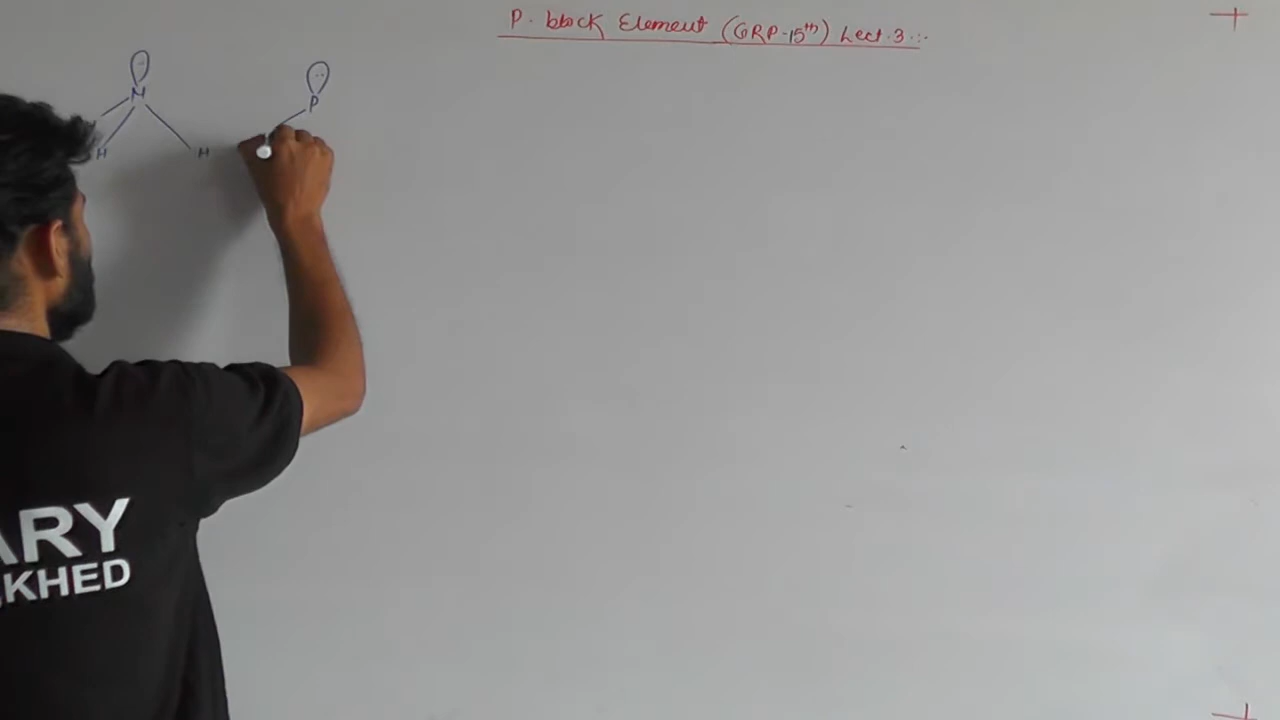 P. block Element (GRP-15th) Lect.3.:-
N
P
H
H
ARY
KHED